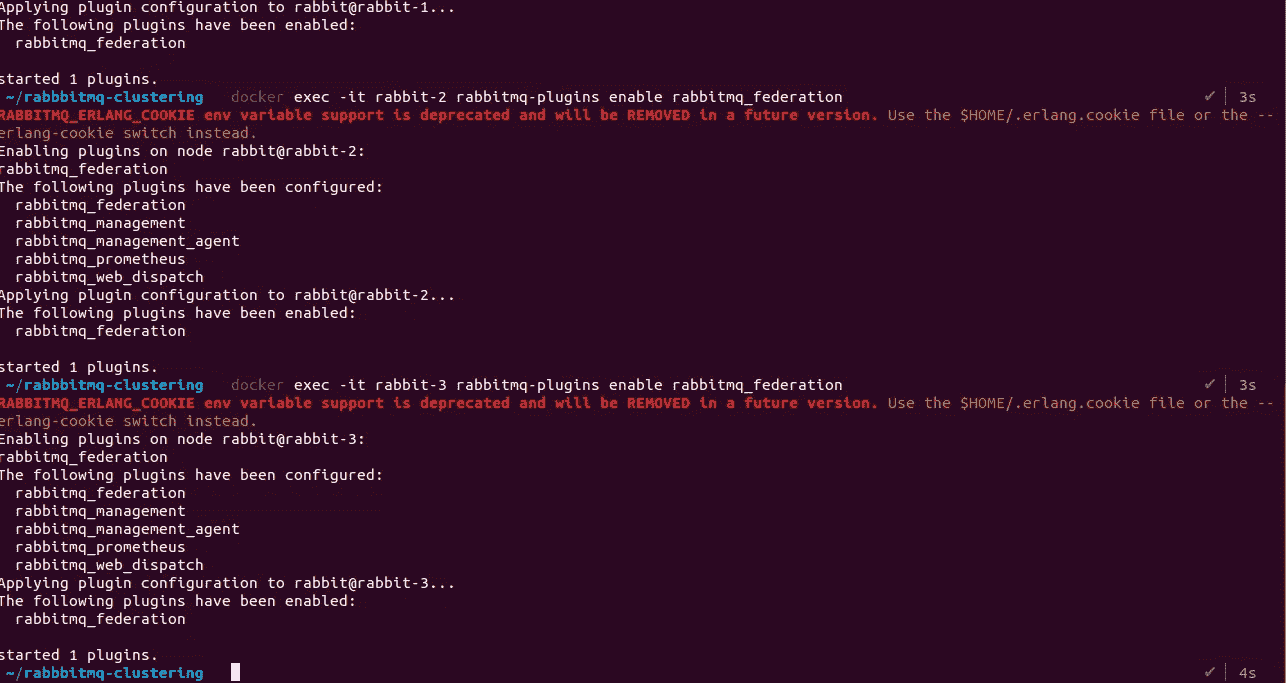 Applying plugin configuration to rabbit@rabbit-1...
The following plugins have been enabled:
  rabbitmq_federation

started 1 plugins.
~/rabbbitmq-clustering   docker exec -it rabbit-2 rabbitmq-plugins enable rabbitmq_federation ✓ 3s
RABBITMQ_ERLANG_COOKIE env variable support is deprecated and will be REMOVED in a future version. Use the $HOME/.erlang.cookie file or the --
erlang-cookie switch instead.
Enabling plugins on node rabbit@rabbit-2:
rabbitmq_federation
The following plugins have been configured:
  rabbitmq_federation
  rabbitmq_management
  rabbitmq_management_agent
  rabbitmq_prometheus
  rabbitmq_web_dispatch
Applying plugin configuration to rabbit@rabbit-2...
The following plugins have been enabled:
  rabbitmq_federation

started 1 plugins.
~/rabbbitmq-clustering   docker exec -it rabbit-3 rabbitmq-plugins enable rabbitmq_federation ✓ 3s
RABBITMQ_ERLANG_COOKIE env variable support is deprecated and will be REMOVED in a future version. Use the $HOME/.erlang.cookie file or the --
erlang-cookie switch instead.
Enabling plugins on node rabbit@rabbit-3:
rabbitmq_federation
The following plugins have been configured:
  rabbitmq_federation
  rabbitmq_management
  rabbitmq_management_agent
  rabbitmq_prometheus
  rabbitmq_web_dispatch
Applying plugin configuration to rabbit@rabbit-3...
The following plugins have been enabled:
  rabbitmq_federation

started 1 plugins.
~/rabbbitmq-clustering ✓ 4s